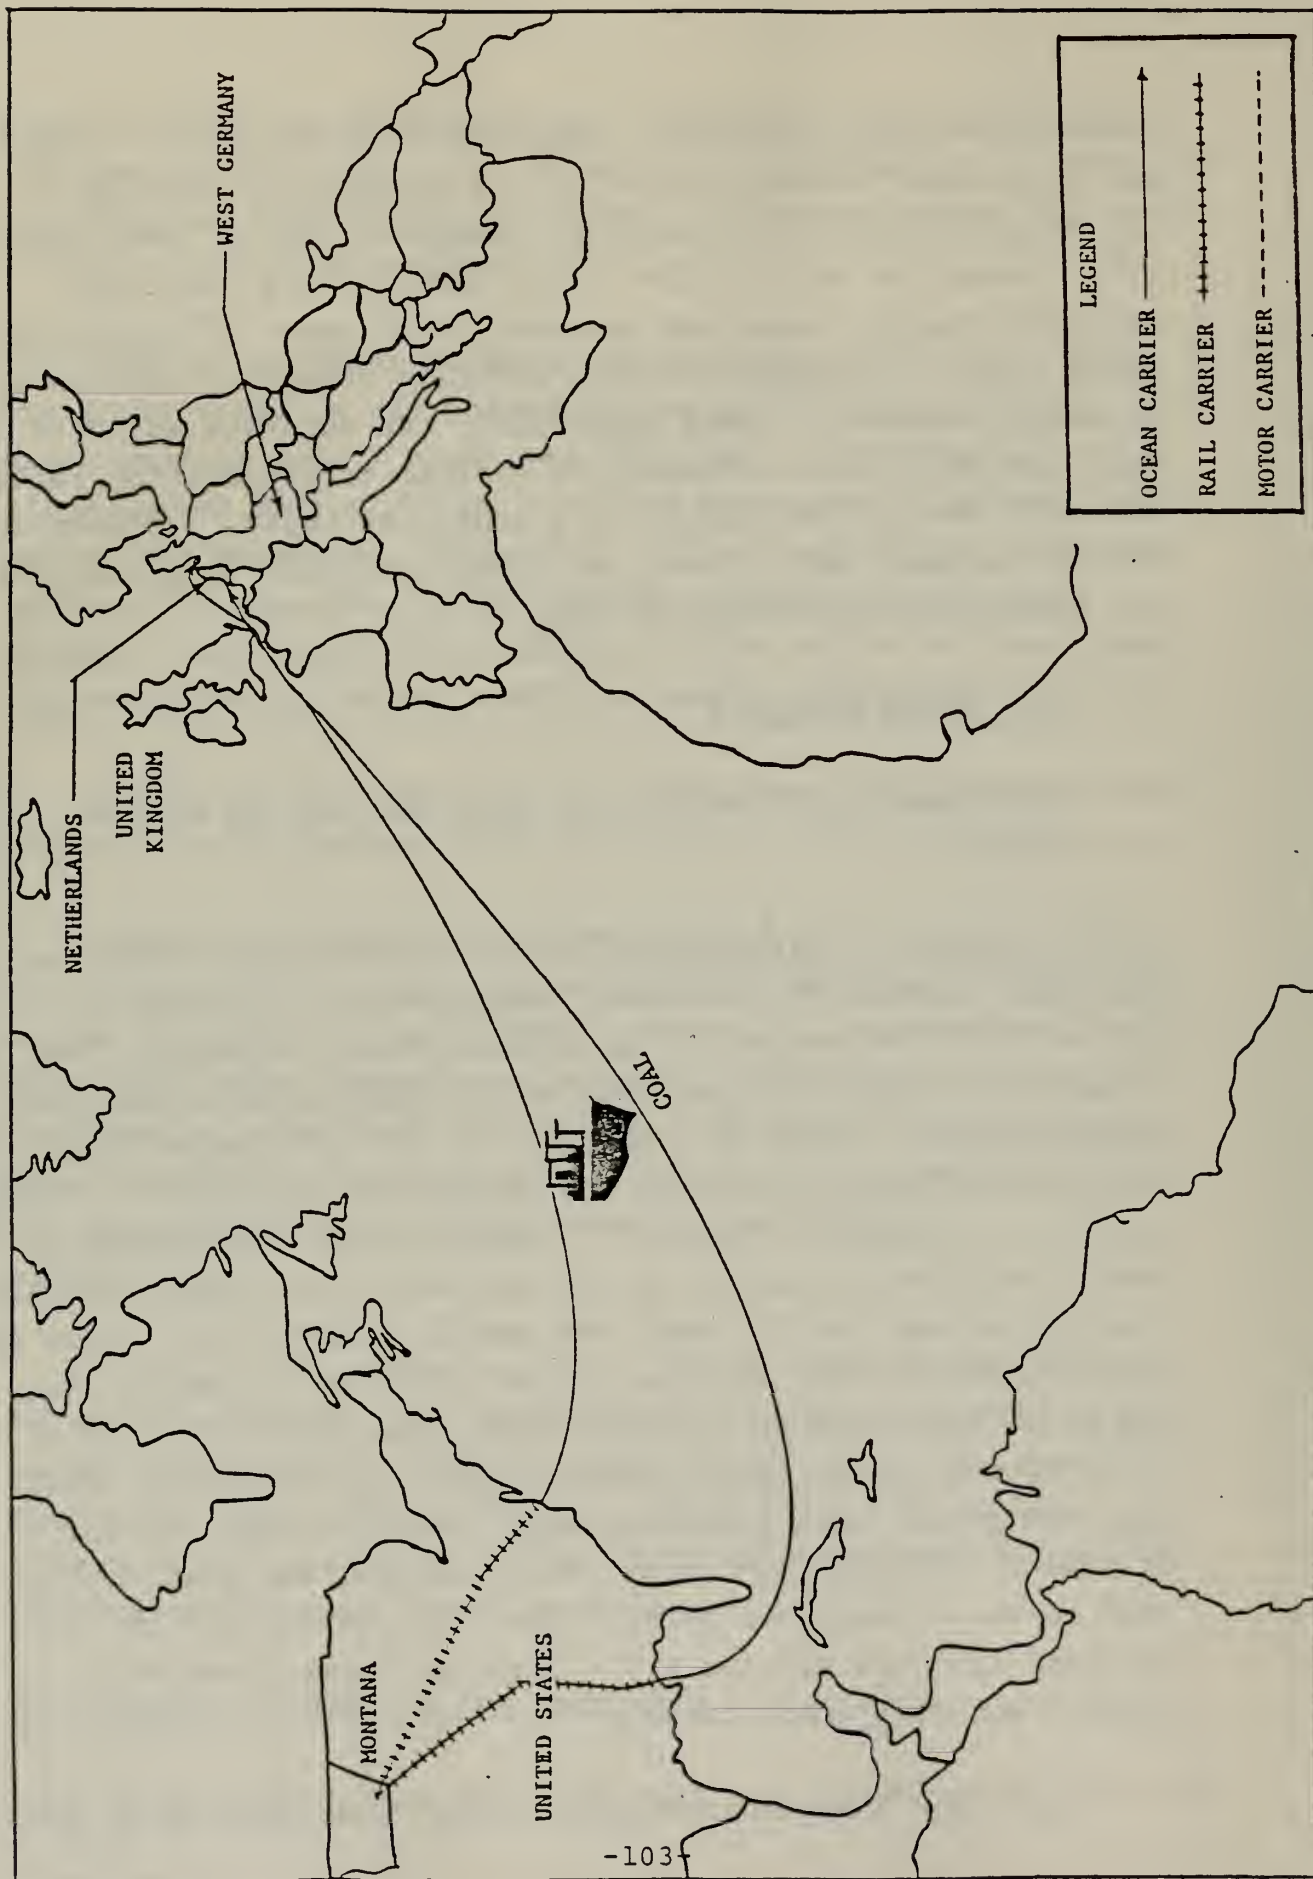 NETHERLANDS
UNITED
KINGDOM
WEST GERMANY
MONTANA
UNITED STATES
COAL
LEGEND
OCEAN CARRIER
RAIL CARRIER
MOTOR CARRIER
-103-